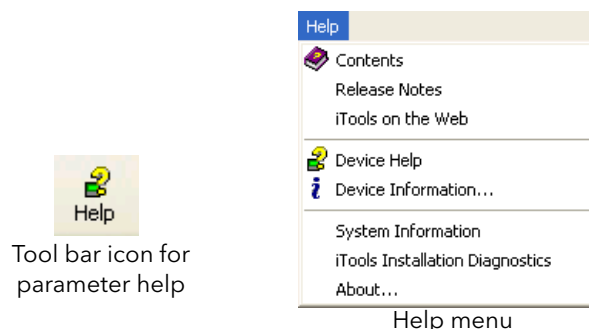 Help
Tool bar icon for
parameter help
Help
Contents
Release Notes
iTools on the Web
Device Help
Device Information...
System Information
iTools Installation Diagnostics
About...
Help menu